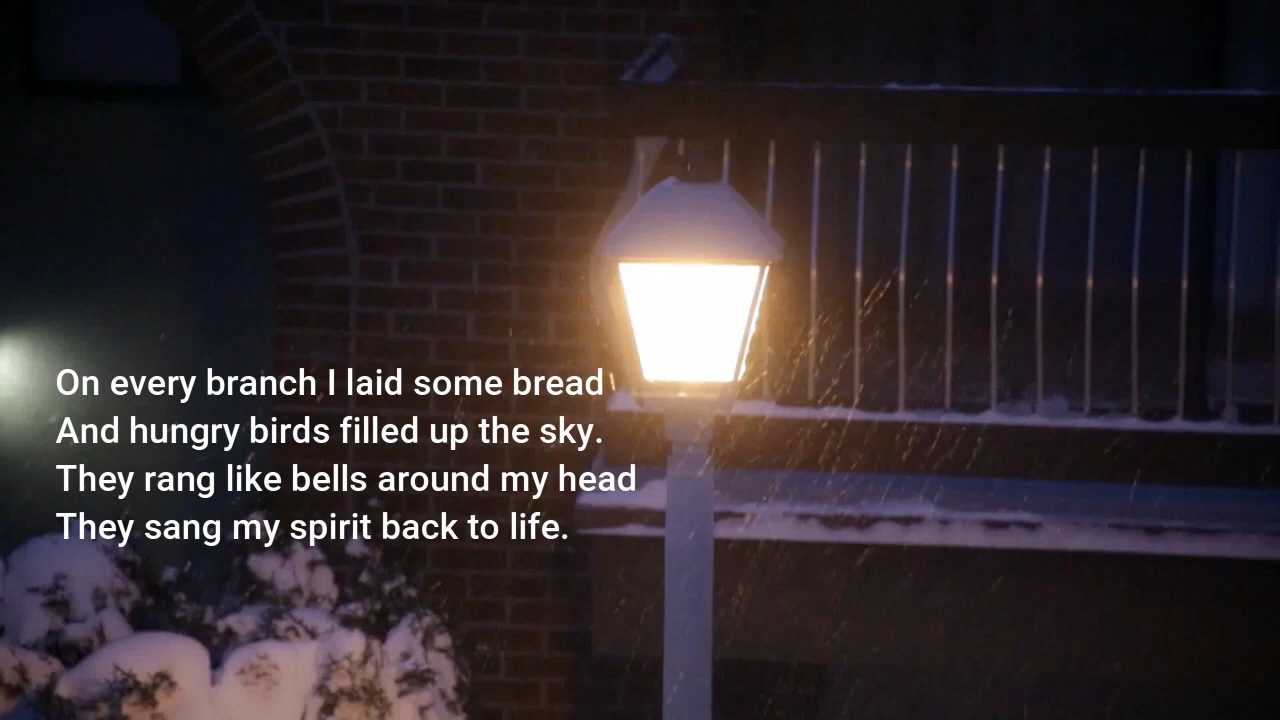 On every branch I laid some bread
And hungry birds filled up the sky.
They rang like bells around my head
They sang my spirit back to life.